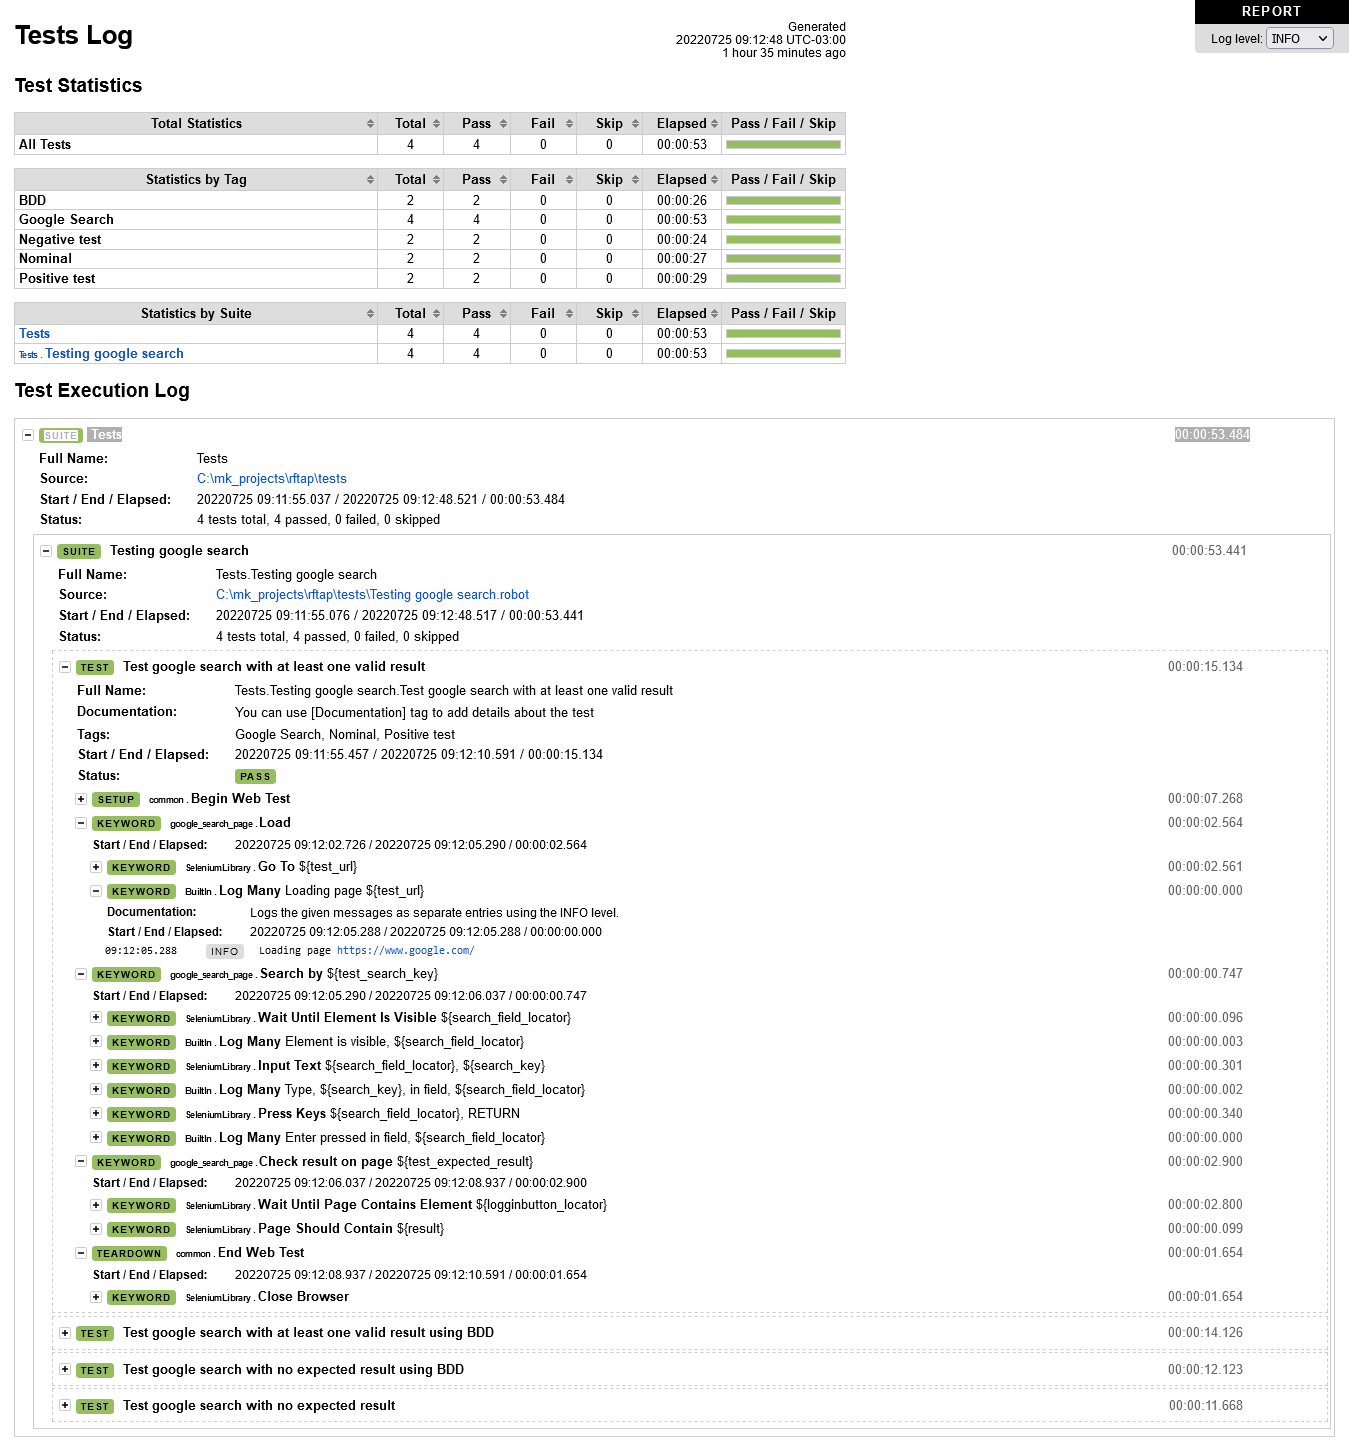 REPORT
Tests Log
Generated
20220725 09:12:48 UTC-03:00
1 hour 35 minutes ago
Log level: INFO
Test Statistics
Total Statistics Total Pass Fail Skip Elapsed Pass / Fail / Skip
All Tests 4 4 0 0 00:00:53
Statistics by Tag Total Pass Fail Skip Elapsed Pass / Fail / Skip
BDD 2 2 0 0 00:00:26
Google Search 4 4 0 0 00:00:53
Negative test 2 2 0 0 00:00:24
Nominal 2 2 0 0 00:00:27
Positive test 2 2 0 0 00:00:29
Statistics by Suite Total Pass Fail Skip Elapsed Pass / Fail / Skip
Tests 4 4 0 0 00:00:53
Tests . Testing google search 4 4 0 0 00:00:53
Test Execution Log
SUITE Tests 00:00:53.484
Full Name: Tests
Source: C:\mk_projects\rftap\tests
Start / End / Elapsed: 20220725 09:11:55.037 / 20220725 09:12:48.521 / 00:00:53.484
Status: 4 tests total, 4 passed, 0 failed, 0 skipped
SUITE Testing google search 00:00:53.441
Full Name: Tests.Testing google search
Source: C:\mk_projects\rftap\tests\Testing google search.robot
Start / End / Elapsed: 20220725 09:11:55.076 / 20220725 09:12:48.517 / 00:00:53.441
Status: 4 tests total, 4 passed, 0 failed, 0 skipped
TEST Test google search with at least one valid result 00:00:15.134
Full Name: Tests.Testing google search.Test google search with at least one valid result
Documentation: You can use [Documentation] tag to add details about the test
Tags: Google Search, Nominal, Positive test
Start / End / Elapsed: 20220725 09:11:55.457 / 20220725 09:12:10.591 / 00:00:15.134
Status: PASS
SETUP common . Begin Web Test 00:00:07.268
KEYWORD google_search_page . Load 00:00:02.564
Start / End / Elapsed: 20220725 09:12:02.726 / 20220725 09:12:05.290 / 00:00:02.564
KEYWORD SeleniumLibrary . Go To ${test_url} 00:00:02.561
KEYWORD BuiltIn . Log Many Loading page ${test_url} 00:00:00.000
Documentation: Logs the given messages as separate entries using the INFO level.
Start / End / Elapsed: 20220725 09:12:05.288 / 20220725 09:12:05.288 / 00:00:00.000
09:12:05.288 INFO Loading page https://www.google.com/
KEYWORD google_search_page . Search by ${test_search_key} 00:00:00.747
Start / End / Elapsed: 20220725 09:12:05.290 / 20220725 09:12:06.037 / 00:00:00.747
KEYWORD SeleniumLibrary . Wait Until Element Is Visible ${search_field_locator} 00:00:00.096
KEYWORD BuiltIn . Log Many Element is visible, ${search_field_locator} 00:00:00.003
KEYWORD SeleniumLibrary . Input Text ${search_field_locator}, ${search_key} 00:00:00.301
KEYWORD BuiltIn . Log Many Type, ${search_key}, in field, ${search_field_locator} 00:00:00.002
KEYWORD SeleniumLibrary . Press Keys ${search_field_locator}, RETURN 00:00:00.340
KEYWORD BuiltIn . Log Many Enter pressed in field, ${search_field_locator} 00:00:00.000
KEYWORD google_search_page . Check result on page ${test_expected_result} 00:00:02.900
Start / End / Elapsed: 20220725 09:12:06.037 / 20220725 09:12:08.937 / 00:00:02.900
KEYWORD SeleniumLibrary . Wait Until Page Contains Element ${logginbutton_locator} 00:00:02.800
KEYWORD SeleniumLibrary . Page Should Contain ${result} 00:00:00.099
TEARDOWN common . End Web Test 00:00:01.654
Start / End / Elapsed: 20220725 09:12:08.937 / 20220725 09:12:10.591 / 00:00:01.654
KEYWORD SeleniumLibrary . Close Browser 00:00:01.654
TEST Test google search with at least one valid result using BDD 00:00:14.126
TEST Test google search with no expected result using BDD 00:00:12.123
TEST Test google search with no expected result 00:00:11.668